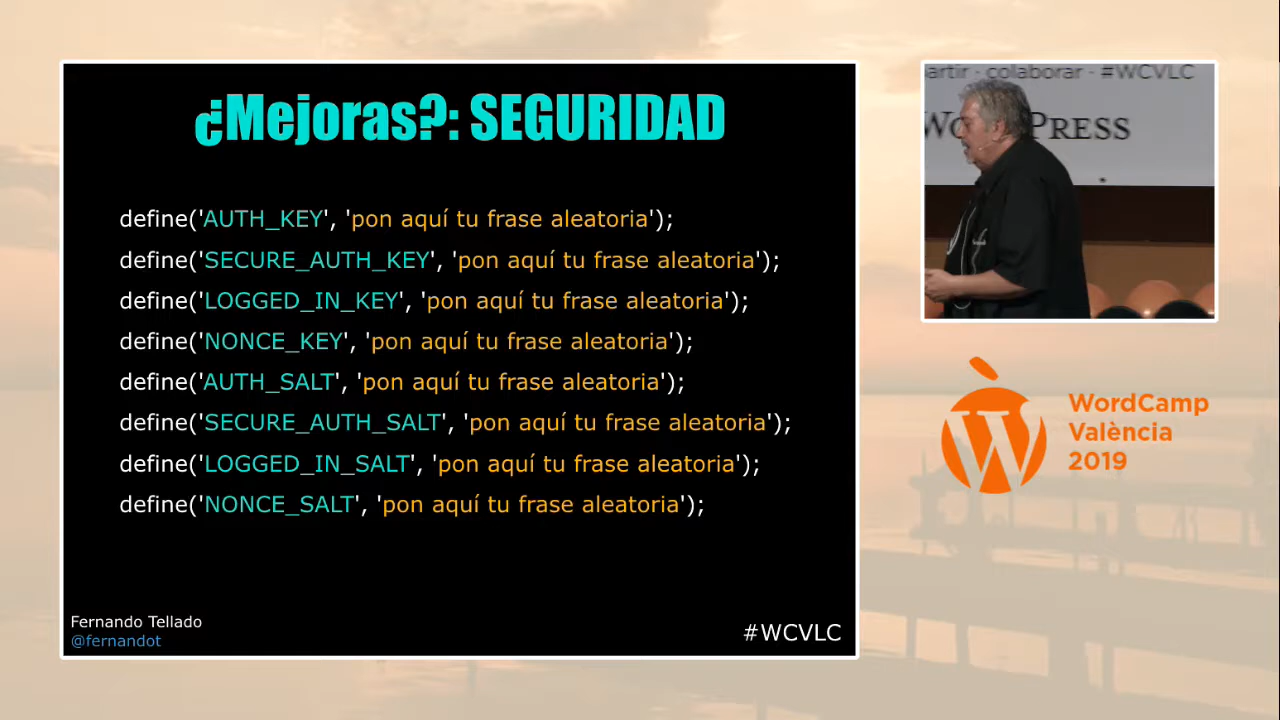 ¿Mejoras?: SEGURIDAD
define('AUTH_KEY', 'pon aquí tu frase aleatoria');
define('SECURE_AUTH_KEY', 'pon aquí tu frase aleatoria');
define('LOGGED_IN_KEY', 'pon aquí tu frase aleatoria');
define('NONCE_KEY', 'pon aquí tu frase aleatoria');
define('AUTH_SALT', 'pon aquí tu frase aleatoria');
define('SECURE_AUTH_SALT', 'pon aquí tu frase aleatoria');
define('LOGGED_IN_SALT', 'pon aquí tu frase aleatoria');
define('NONCE_SALT', 'pon aquí tu frase aleatoria');
Fernando Tellado
@fernandot
#WCVLC
artir · colaborar · #WCVLC
WordPress
WordCamp
València
2019